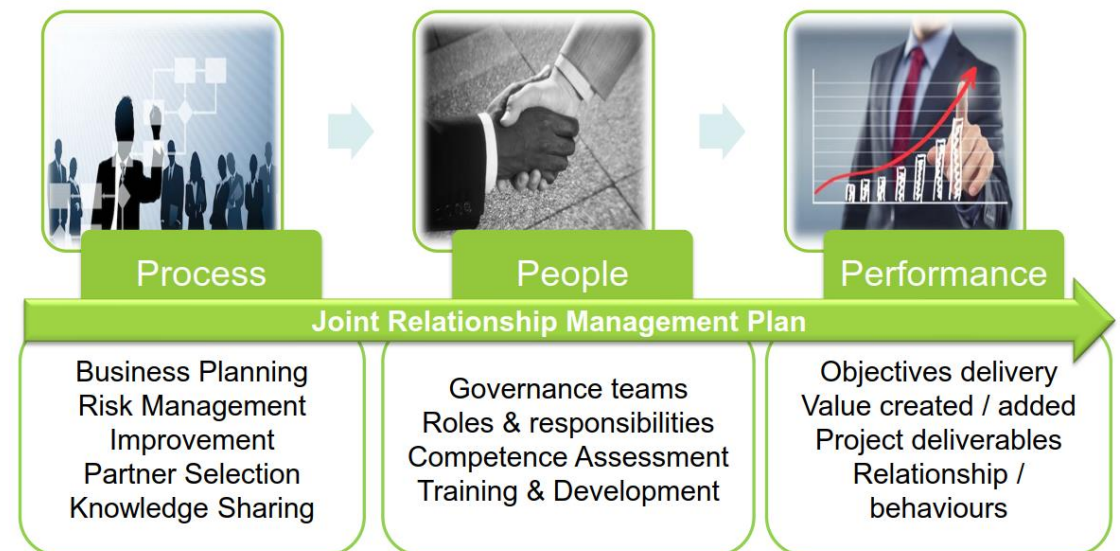 Process
People
Performance
Joint Relationship Management Plan
Business Planning
Risk Management
Improvement
Partner Selection
Knowledge Sharing
Governance teams
Roles & responsibilities
Competence Assessment
Training & Development
Objectives delivery
Value created / added
Project deliverables
Relationship /
behaviours